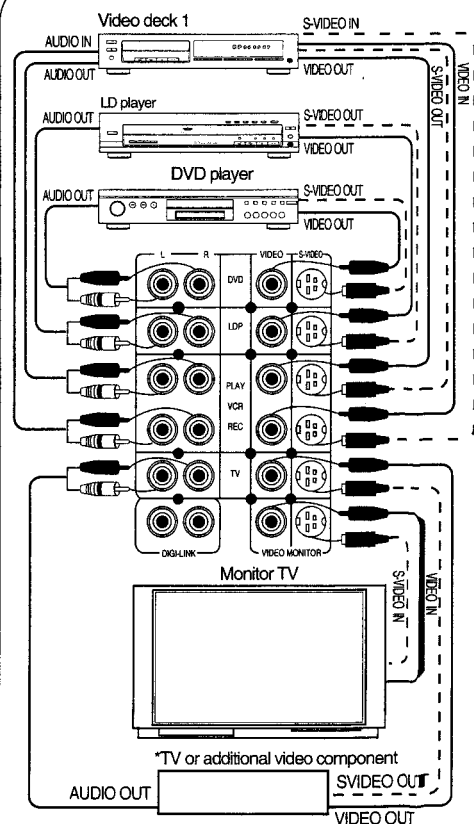 Video deck 1
S-VIDEO IN
AUDIO IN
AUDIO OUT
VIDEO OUT
S-VIDEO OUT
VIDEO IN
LD player
AUDIO OUT
S-VIDEO OUT
VIDEO OUT
DVD player
AUDIO OUT
S-VIDEO OUT
VIDEO OUT
L R VIDEO S-VIDEO
DVD
LDP
PLAY
VCR
REC
TV
DIGI-LINK
VIDEO MONITOR
Monitor TV
S-VIDEO IN
VIDEO IN
*TV or additional video component
AUDIO OUT
SVIDEO OUT
VIDEO OUT